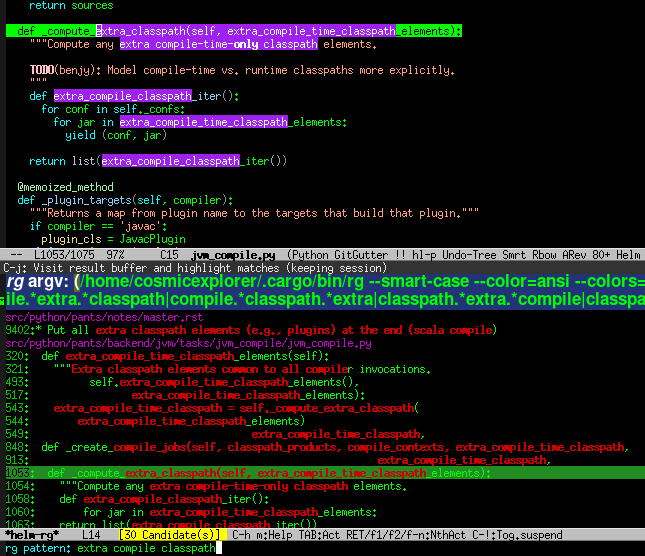 return sources
def _compute_extra_classpath(self, extra_compile_time_classpath_elements):
"""Compute any extra compile-time-only classpath elements.
TODO(benjy): Model compile-time vs. runtime classpaths more explicitly.
"""
def extra_compile_classpath_iter():
for conf in self._confs:
for jar in extra_compile_time_classpath_elements:
yield (conf, jar)
return list(extra_compile_classpath_iter())
@memoized_method
def _plugin_targets(self, compiler):
"""Returns a map from plugin name to the targets that build that plugin."""
if compiler == 'javac':
plugin_cls = JavacPlugin
-- L1053/1075 97% jvm_compile.py (Python GitGutter !! hl-p Undo-Tree Smrt Rbow ARev 80+ Helm
C-j: Visit result buffer and highlight matches (keeping session)
rg argv: (/home/cosmicexplorer/.cargo/bin/rg --smart-case --color=ansi --colors=
ile.*extra.*classpath|compile.*classpath.*extra|classpath.*extra.*compile|classpa
src/python/pants/notes/master.rst
9402:* Put all extra classpath elements (e.g., plugins) at the end (scala compile)
src/python/pants/backend/jvm/tasks/jvm_compile/jvm_compile.py
320: def extra_compile_time_classpath_elements(self):
321: """Extra classpath elements common to all compiler invocations.
493: self.extra_compile_time_classpath_elements(),
517: extra_compile_time_classpath_elements):
543: extra_compile_time_classpath = self._compute_extra_classpath(
544: extra_compile_time_classpath_elements)
549: extra_compile_time_classpath,
848: def _create_compile_jobs(self, classpath_products, compile_contexts, extra_compile_time_classpath,
913: extra_compile_time_classpath,
1053: def _compute_extra_classpath(self, extra_compile_time_classpath_elements):
1054: """Compute any extra compile-time-only classpath elements.
1058: def extra_compile_classpath_iter():
1060: for jar in extra_compile_time_classpath_elements:
1063: return list(extra_compile_classpath_iter())
*helm-rg* L14 [30 Candidate(s)] C-h m:Help TAB:Act RET/f1/f2/f-n:NthAct C-!:Tog.suspend
rg pattern: extra compile classpath